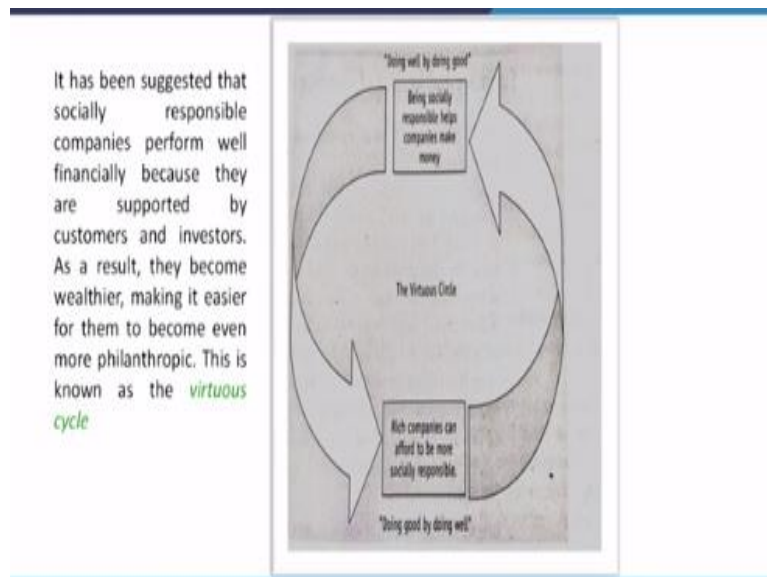 It has been suggested that
socially responsible
companies perform well
financially because they
are supported by
customers and investors.
As a result, they become
wealthier, making it easier
for them to become even
more philanthropic. This is
known as the virtuous
cycle
"Doing well by doing good"
Being socially
responsible helps
companies make
money
The Virtuous Circle
Rich companies can
afford to be more
socially responsible.
"Doing good by doing well"